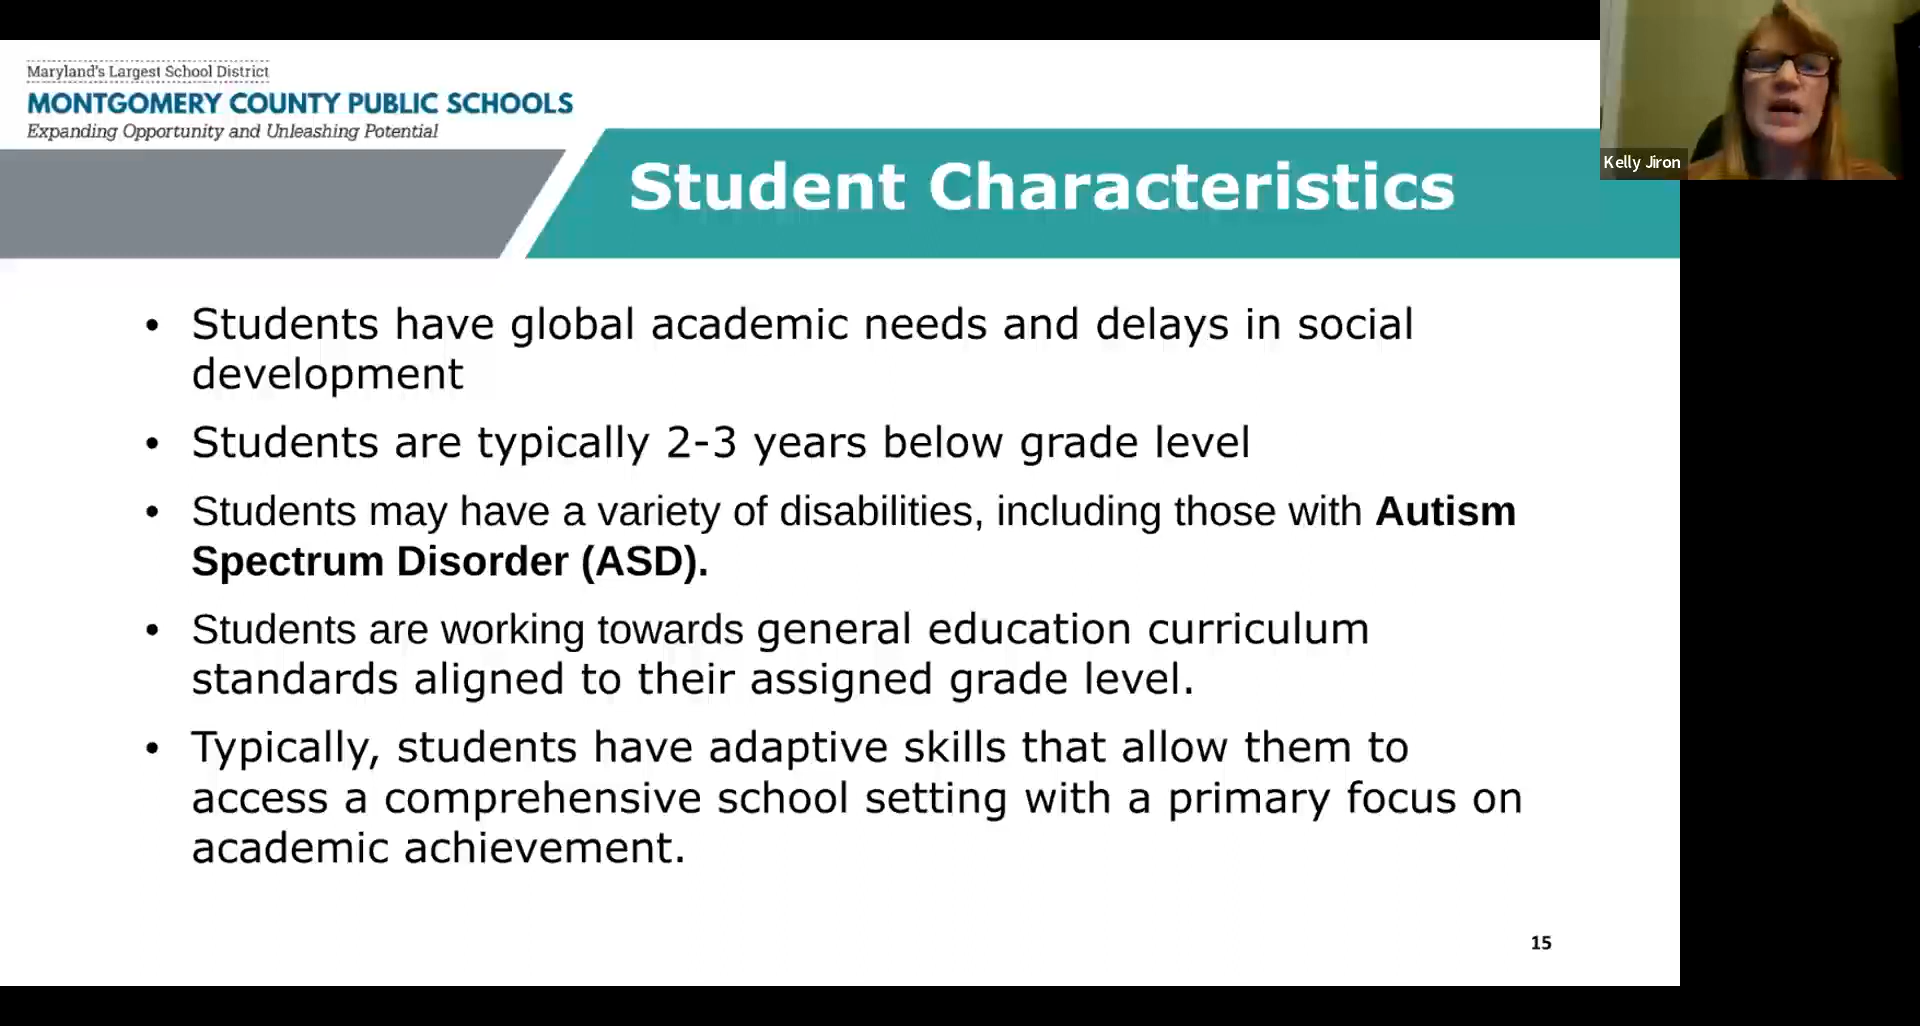 Maryland's Largest School District
MONTGOMERY COUNTY PUBLIC SCHOOLS
Expanding Opportunity and Unleashing Potential
Student Characteristics
Kelly Jiron
• Students have global academic needs and delays in social
development
• Students are typically 2-3 years below grade level
• Students may have a variety of disabilities, including those with Autism
Spectrum Disorder (ASD).
• Students are working towards general education curriculum
standards aligned to their assigned grade level.
• Typically, students have adaptive skills that allow them to
access a comprehensive school setting with a primary focus on
academic achievement.
15